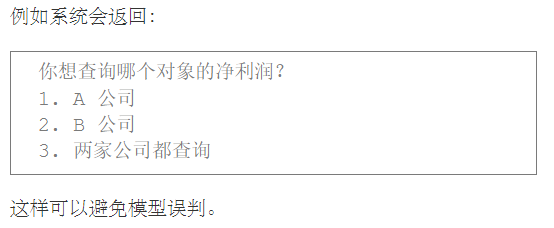 例如系统会返回:
你想查询哪个对象的净利润?
1. A 公司
2. B 公司
3. 两家公司都查询
这样可以避免模型误判。